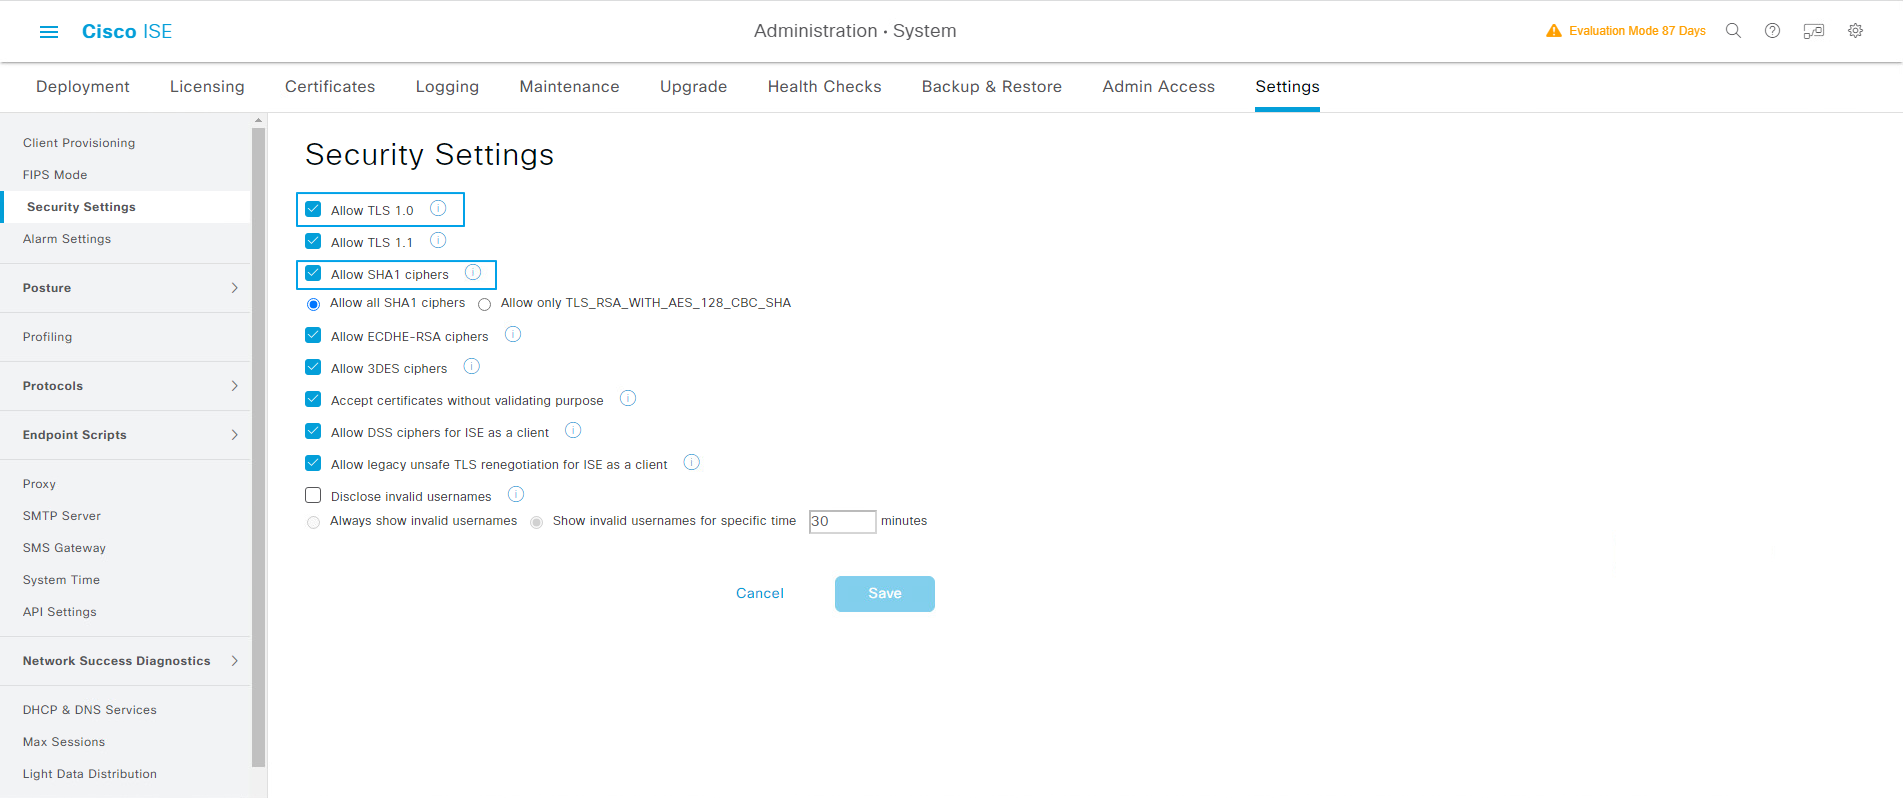 Cisco ISE
Administration · System
Evaluation Mode 87 Days
Deployment Licensing Certificates Logging Maintenance Upgrade Health Checks Backup & Restore Admin Access Settings
Client Provisioning
FIPS Mode
Security Settings
Alarm Settings
Posture
Profiling
Protocols
Endpoint Scripts
Proxy
SMTP Server
SMS Gateway
System Time
API Settings
Network Success Diagnostics
DHCP & DNS Services
Max Sessions
Light Data Distribution
Security Settings
Allow TLS 1.0
Allow TLS 1.1
Allow SHA1 ciphers
Allow all SHA1 ciphers Allow only TLS_RSA_WITH_AES_128_CBC_SHA
Allow ECDHE-RSA ciphers
Allow 3DES ciphers
Accept certificates without validating purpose
Allow DSS ciphers for ISE as a client
Allow legacy unsafe TLS renegotiation for ISE as a client
Disclose invalid usernames
Always show invalid usernames Show invalid usernames for specific time 30 minutes
Cancel Save